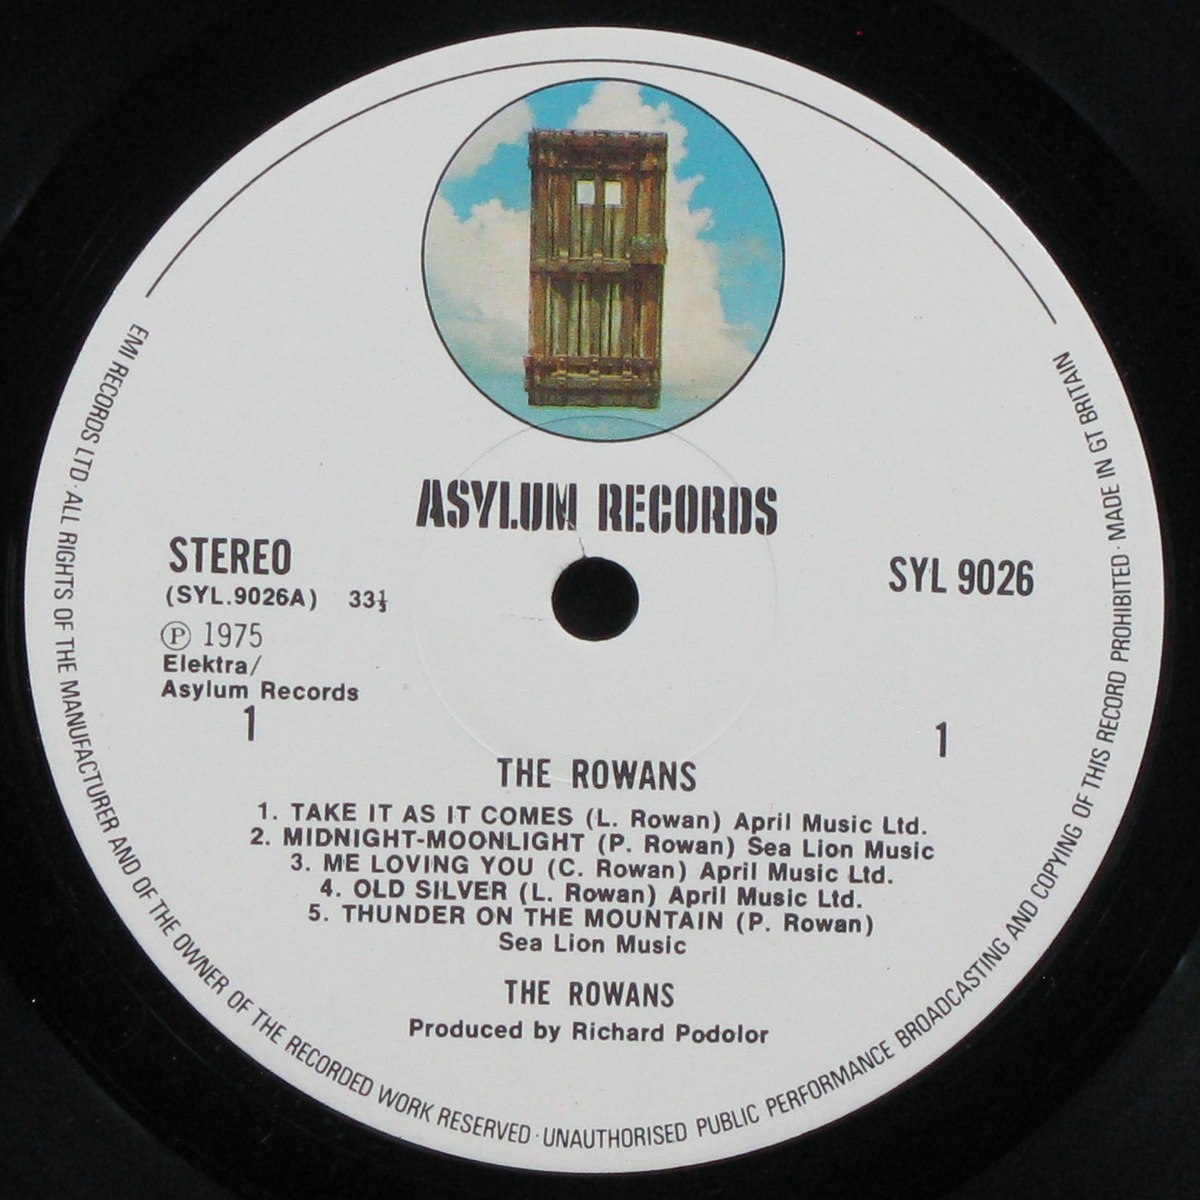 ASYLUM RECORDS
STEREO
(SYL.9026A) 33⅓
SYL 9026
Ⓟ 1975
Elektra/
Asylum Records
1
1
THE ROWANS
1. TAKE IT AS IT COMES (L. Rowan) April Music Ltd.
2. MIDNIGHT-MOONLIGHT (P. Rowan) Sea Lion Music
3. ME LOVING YOU (C. Rowan) April Music Ltd.
4. OLD SILVER (L. Rowan) April Music Ltd.
5. THUNDER ON THE MOUNTAIN (P. Rowan)
Sea Lion Music
THE ROWANS
Produced by Richard Podolor
EMI RECORDS LTD · ALL RIGHTS OF THE MANUFACTURER AND OF THE OWNER OF THE RECORDED WORK RESERVED · UNAUTHORISED PUBLIC PERFORMANCE BROADCASTING AND COPYING OF THIS RECORD PROHIBITED · MADE IN GT BRITAIN